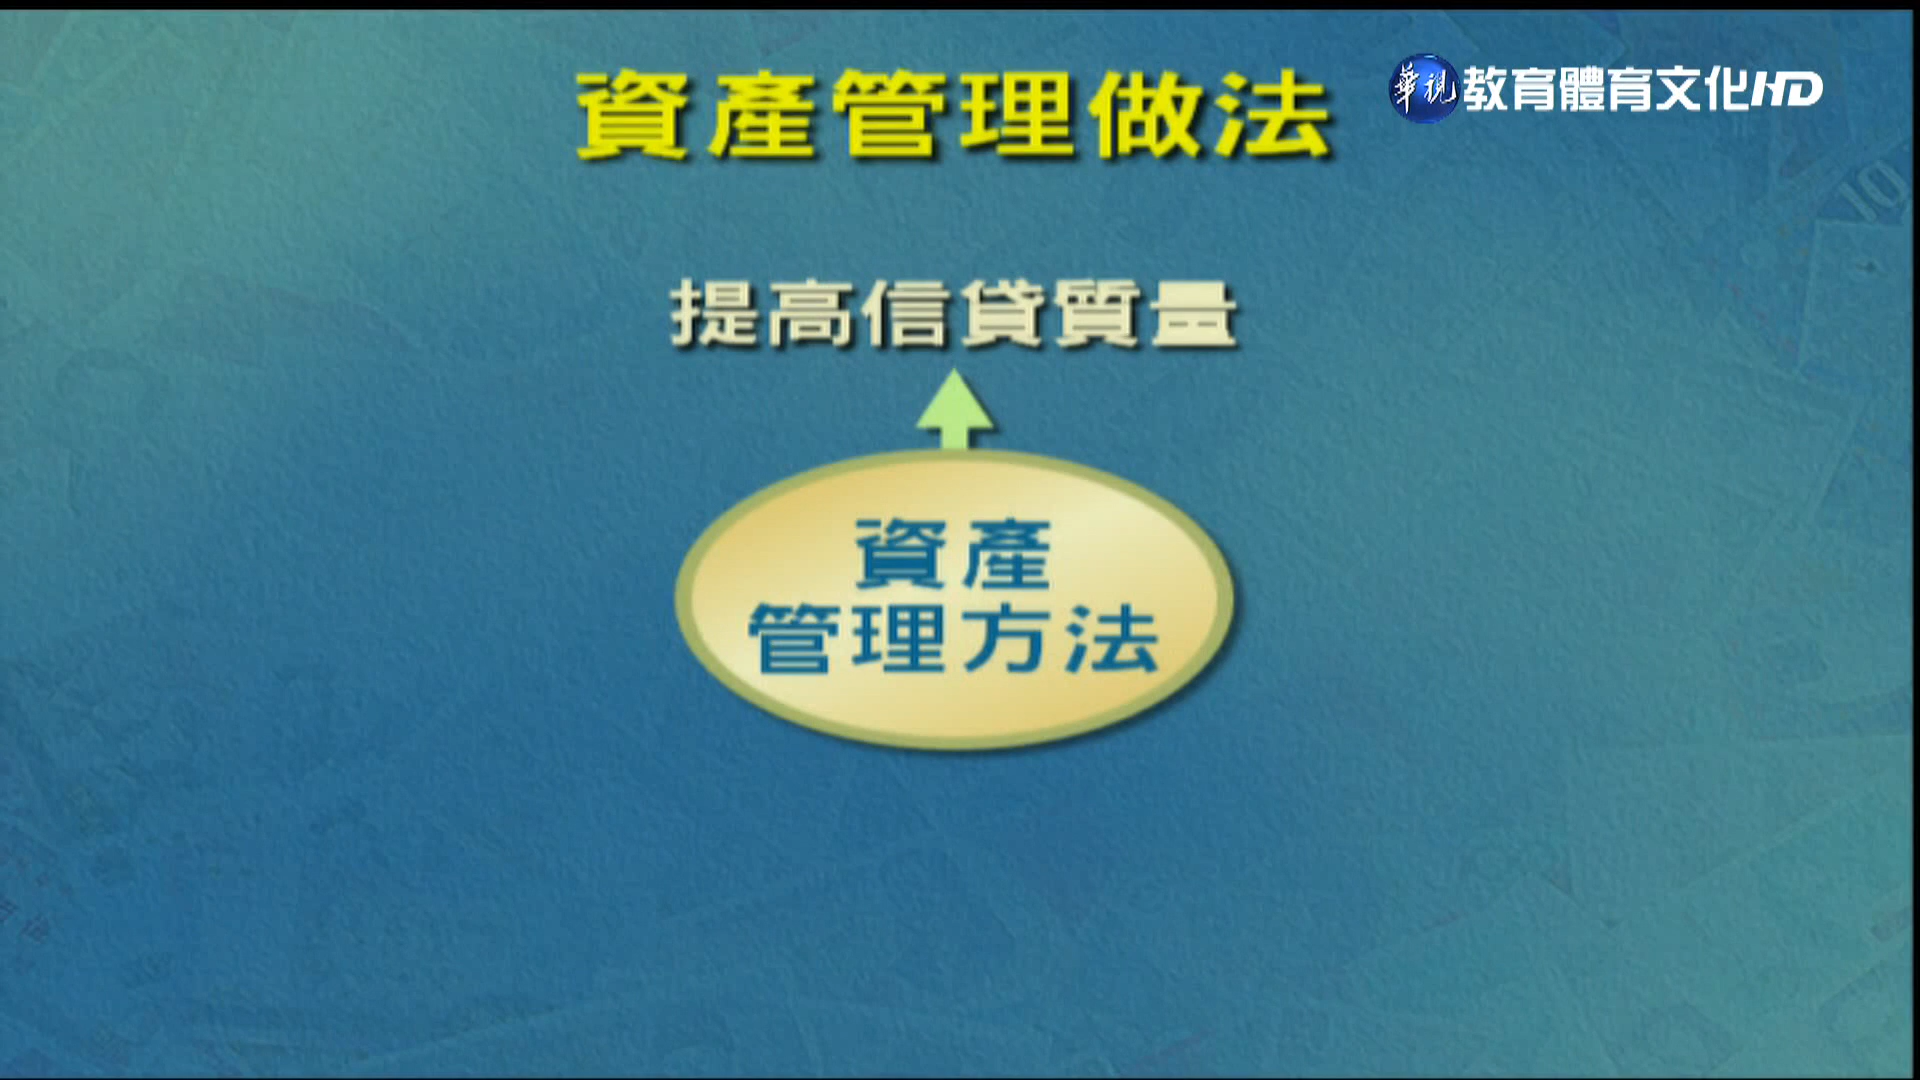 資產管理做法
華視 教育體育文化HD
提高信貸質量
資產
管理方法
10